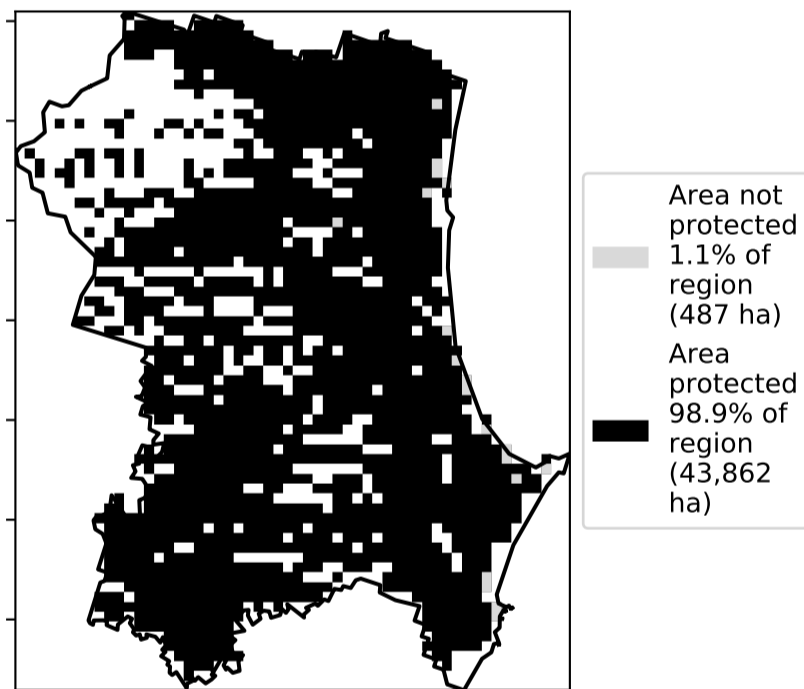 Area not
protected
1.1% of
region
(487 ha)
Area
protected
98.9% of
region
(43,862
ha)